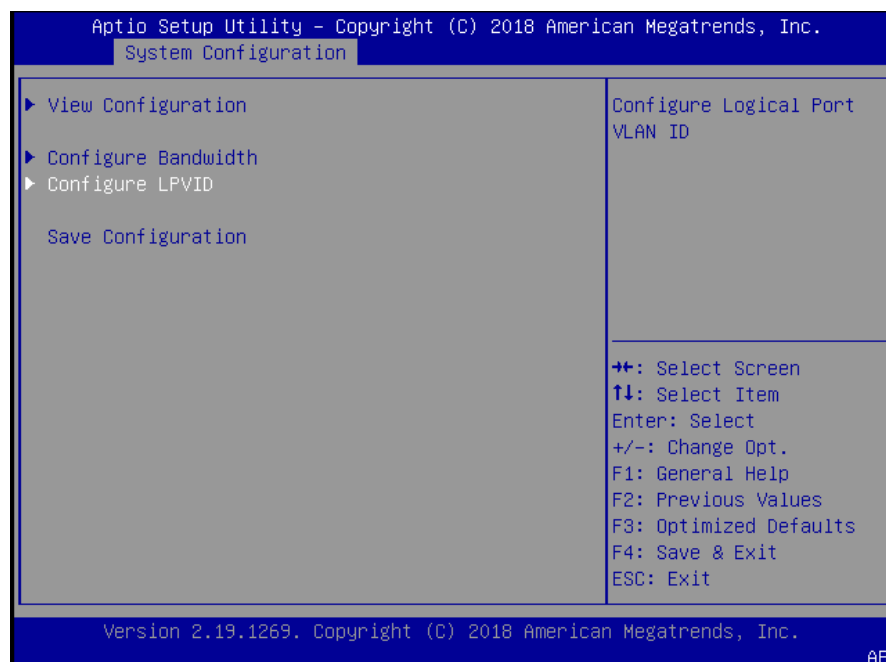 Aptio Setup Utility – Copyright (C) 2018 American Megatrends, Inc.
System Configuration
▶ View Configuration
▶ Configure Bandwidth
▶ Configure LPVID
Save Configuration
Configure Logical Port
VLAN ID
→←: Select Screen
↑↓: Select Item
Enter: Select
+/-: Change Opt.
F1: General Help
F2: Previous Values
F3: Optimized Defaults
F4: Save & Exit
ESC: Exit
Version 2.19.1269. Copyright (C) 2018 American Megatrends, Inc.